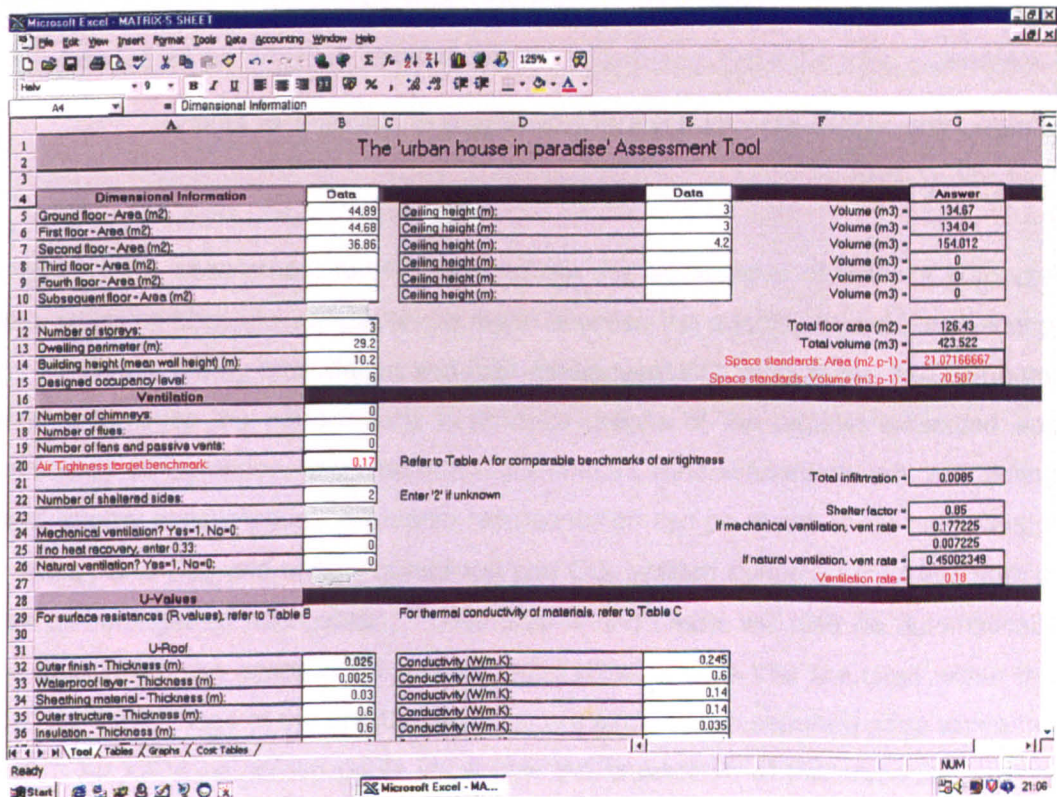 Microsoft Excel - MATRIX-S SHEET
File Edit View Insert Format Tools Data Accounting Window Help
125%
Helv 9 B I U
A4 = Dimensional Information
A B C D E F G
1 The 'urban house in paradise' Assessment Tool
2
3
4 Dimensional Information Data Data Answer
5 Ground floor - Area (m2): 44.89 Ceiling height (m): 3 Volume (m3) = 134.67
6 First floor - Area (m2): 44.68 Ceiling height (m): 3 Volume (m3) = 134.04
7 Second floor - Area (m2): 36.86 Ceiling height (m): 4.2 Volume (m3) = 154.012
8 Third floor - Area (m2): Ceiling height (m): Volume (m3) = 0
9 Fourth floor - Area (m2): Ceiling height (m): Volume (m3) = 0
10 Subsequent floor - Area (m2): Ceiling height (m): Volume (m3) = 0
11
12 Number of storeys: 3 Total floor area (m2) = 126.43
13 Dwelling perimeter (m): 29.2 Total volume (m3) = 423.522
14 Building height (mean wall height) (m): 10.2 Space standards: Area (m2 p-1) = 21.07166667
15 Designed occupancy level: 6 Space standards: Volume (m3 p-1) = 70.507
16 Ventilation
17 Number of chimneys: 0
18 Number of flues: 0
19 Number of fans and passive vents: 0
20 Air Tightness target benchmark: 0.17 Refer to Table A for comparable benchmarks of air tightness
21 Total infiltration = 0.0085
22 Number of sheltered sides: 2 Enter '2' if unknown
23 Shelter factor = 0.85
24 Mechanical ventilation? Yes=1, No=0: 1 If mechanical ventilation, vent rate = 0.177225
25 If no heat recovery, enter 0.33: 0 0.007225
26 Natural ventilation? Yes=1, No=0: 0 If natural ventilation, vent rate = 0.45002349
27 Ventilation rate = 0.18
28 U-Values
29 For surface resistances (R values), refer to Table B For thermal conductivity of materials, refer to Table C
30
31 U-Roof
32 Outer finish - Thickness (m): 0.025 Conductivity (W/m.K): 0.245
33 Waterproof layer - Thickness (m): 0.0025 Conductivity (W/m.K): 0.6
34 Sheathing material - Thickness (m): 0.03 Conductivity (W/m.K): 0.14
35 Outer structure - Thickness (m): 0.6 Conductivity (W/m.K): 0.14
36 Insulation - Thickness (m): 0.6 Conductivity (W/m.K): 0.035
Tool / Tables / Graphs / Cost Tables
Ready NUM
Start Microsoft Excel - MA... 21:06